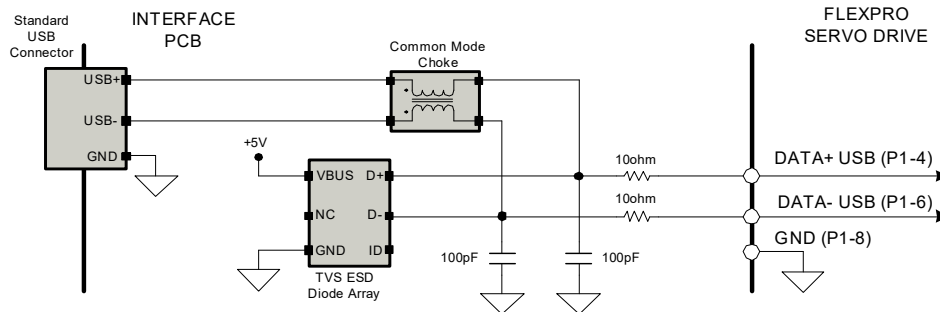 Standard
USB
Connector
INTERFACE
PCB
FLEXPRO
SERVO DRIVE
Common Mode
Choke
USB+
USB-
GND
+5V
VBUS
D+
NC
D-
GND
ID
TVS ESD
Diode Array
10ohm
10ohm
100pF
100pF
DATA+ USB (P1-4)
DATA- USB (P1-6)
GND (P1-8)